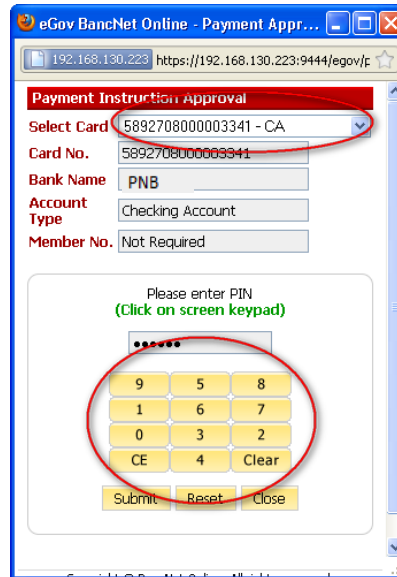 eGov BancNet Online - Payment Appr...
192.168.130.223 https://192.168.130.223:9444/egov/p
Payment Instruction Approval
Select Card 5892708000003341 - CA
Card No. 5892708000003341
Bank Name PNB
Account Type Checking Account
Member No. Not Required
Please enter PIN
(Click on screen keypad)
••••••
9 5 8
1 6 7
0 3 2
CE 4 Clear
Submit Reset Close